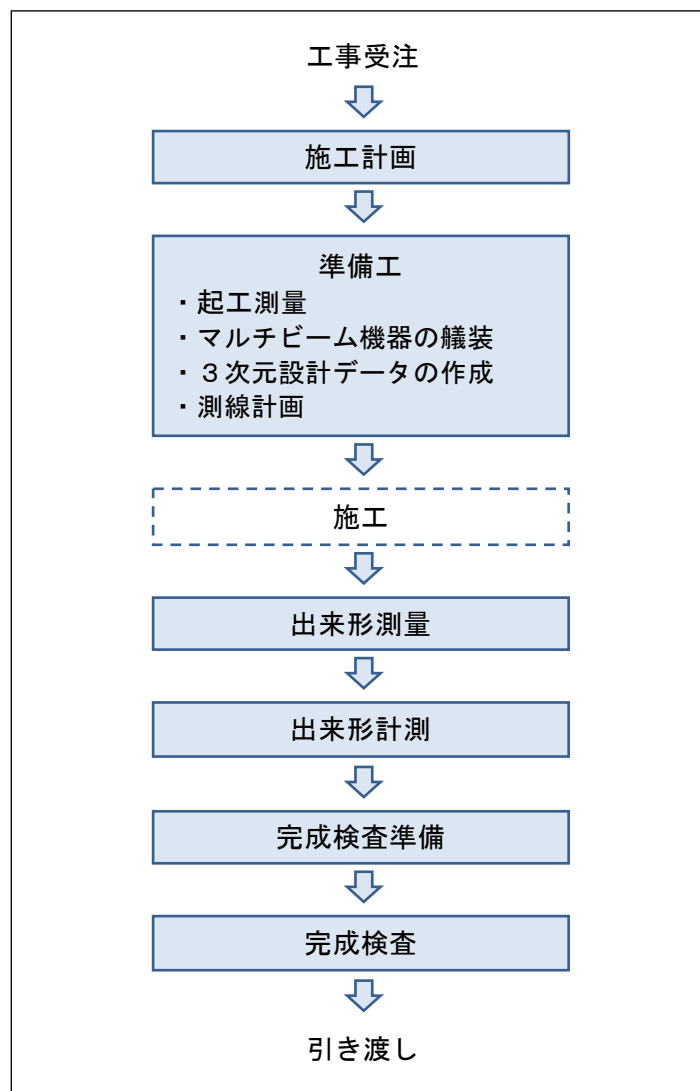 工事受注
施工計画
準備工
・起工測量
・マルチビーム機器の艤装
・３次元設計データの作成
・測線計画
施工
出来形測量
出来形計測
完成検査準備
完成検査
引き渡し